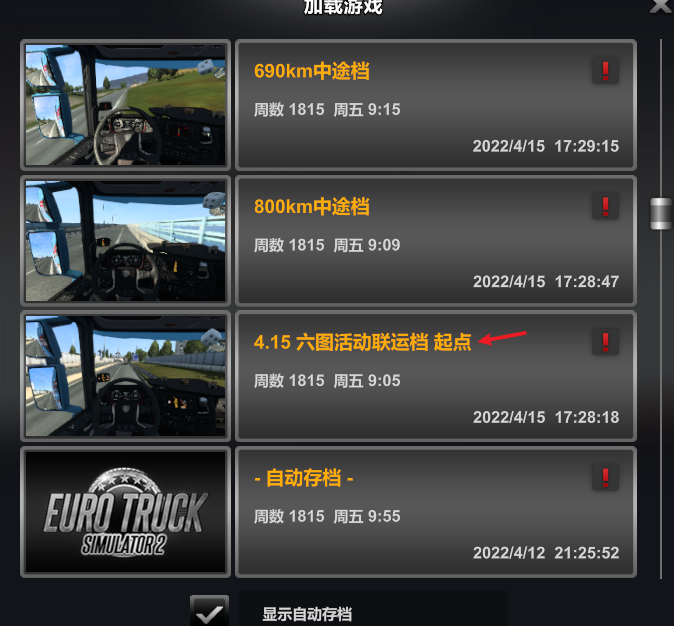 加载游戏
690km中途档
周数 1815 周五 9:15
2022/4/15 17:29:15
800km中途档
周数 1815 周五 9:09
2022/4/15 17:28:47
4.15 六图活动联运档 起点
周数 1815 周五 9:05
2022/4/15 17:28:18
EURO TRUCK
SIMULATOR 2
- 自动存档 -
周数 1815 周五 9:55
2022/4/12 21:25:52
显示自动存档